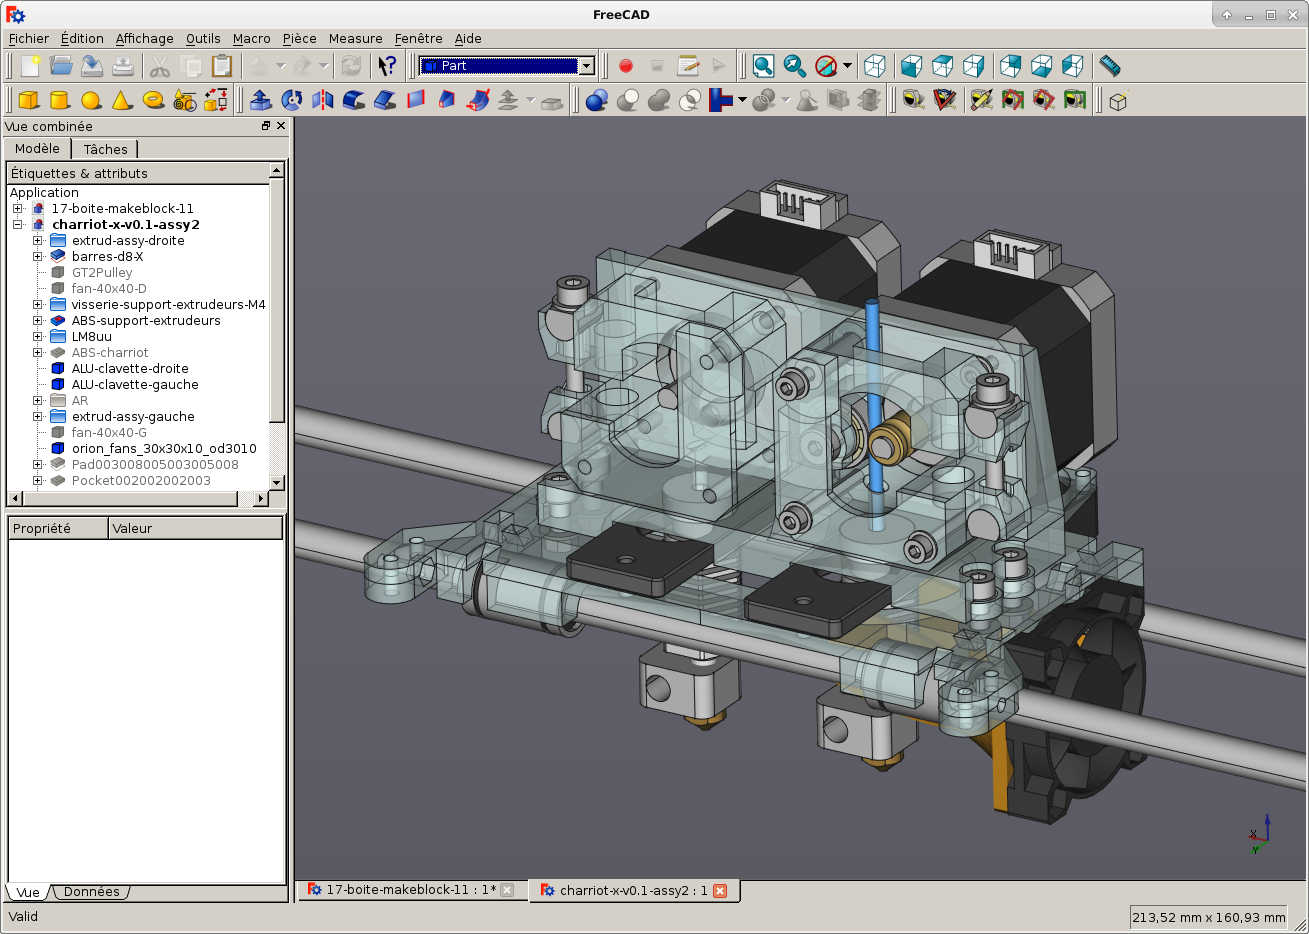 FreeCAD
Fichier Édition Affichage Outils Macro Pièce Measure Fenêtre Aide
Part
Vue combinée
Modèle Tâches
Étiquettes & attributs
Application
17-boite-makeblock-11
charriot-x-v0.1-assy2
extrud-assy-droite
barres-d8-X
GT2Pulley
fan-40x40-D
visserie-support-extrudeurs-M4
ABS-support-extrudeurs
LM8uu
ABS-charriot
ALU-clavette-droite
ALU-clavette-gauche
AR
extrud-assy-gauche
fan-40x40-G
orion_fans_30x30x10_od3010
Pad003008005003005008
Pocket002002002003
Propriété Valeur
X
Y
Vue Données
17-boite-makeblock-11 : 1*
charriot-x-v0.1-assy2 : 1
Valid
213,52 mm x 160,93 mm